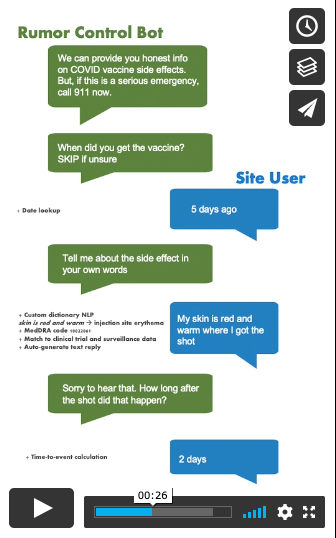 Rumor Control Bot
We can provide you honest info
on COVID vaccine side effects.
But, if this is a serious emergency,
call 911 now.
When did you get the vaccine?
SKIP if unsure
Site User
+ Date lookup
5 days ago
Tell me about the side effect in
your own words
+ Custom dictionary NLP
skin is red and warm → injection site erythema
+ MedDRA code 10022061
+ Match to clinical trial and surveillance data
+ Auto-generate text reply
My skin is red and
warm where I got the
shot
Sorry to hear that. How long after
the shot did that happen?
+ Time-to-event calculation
2 days
00:26